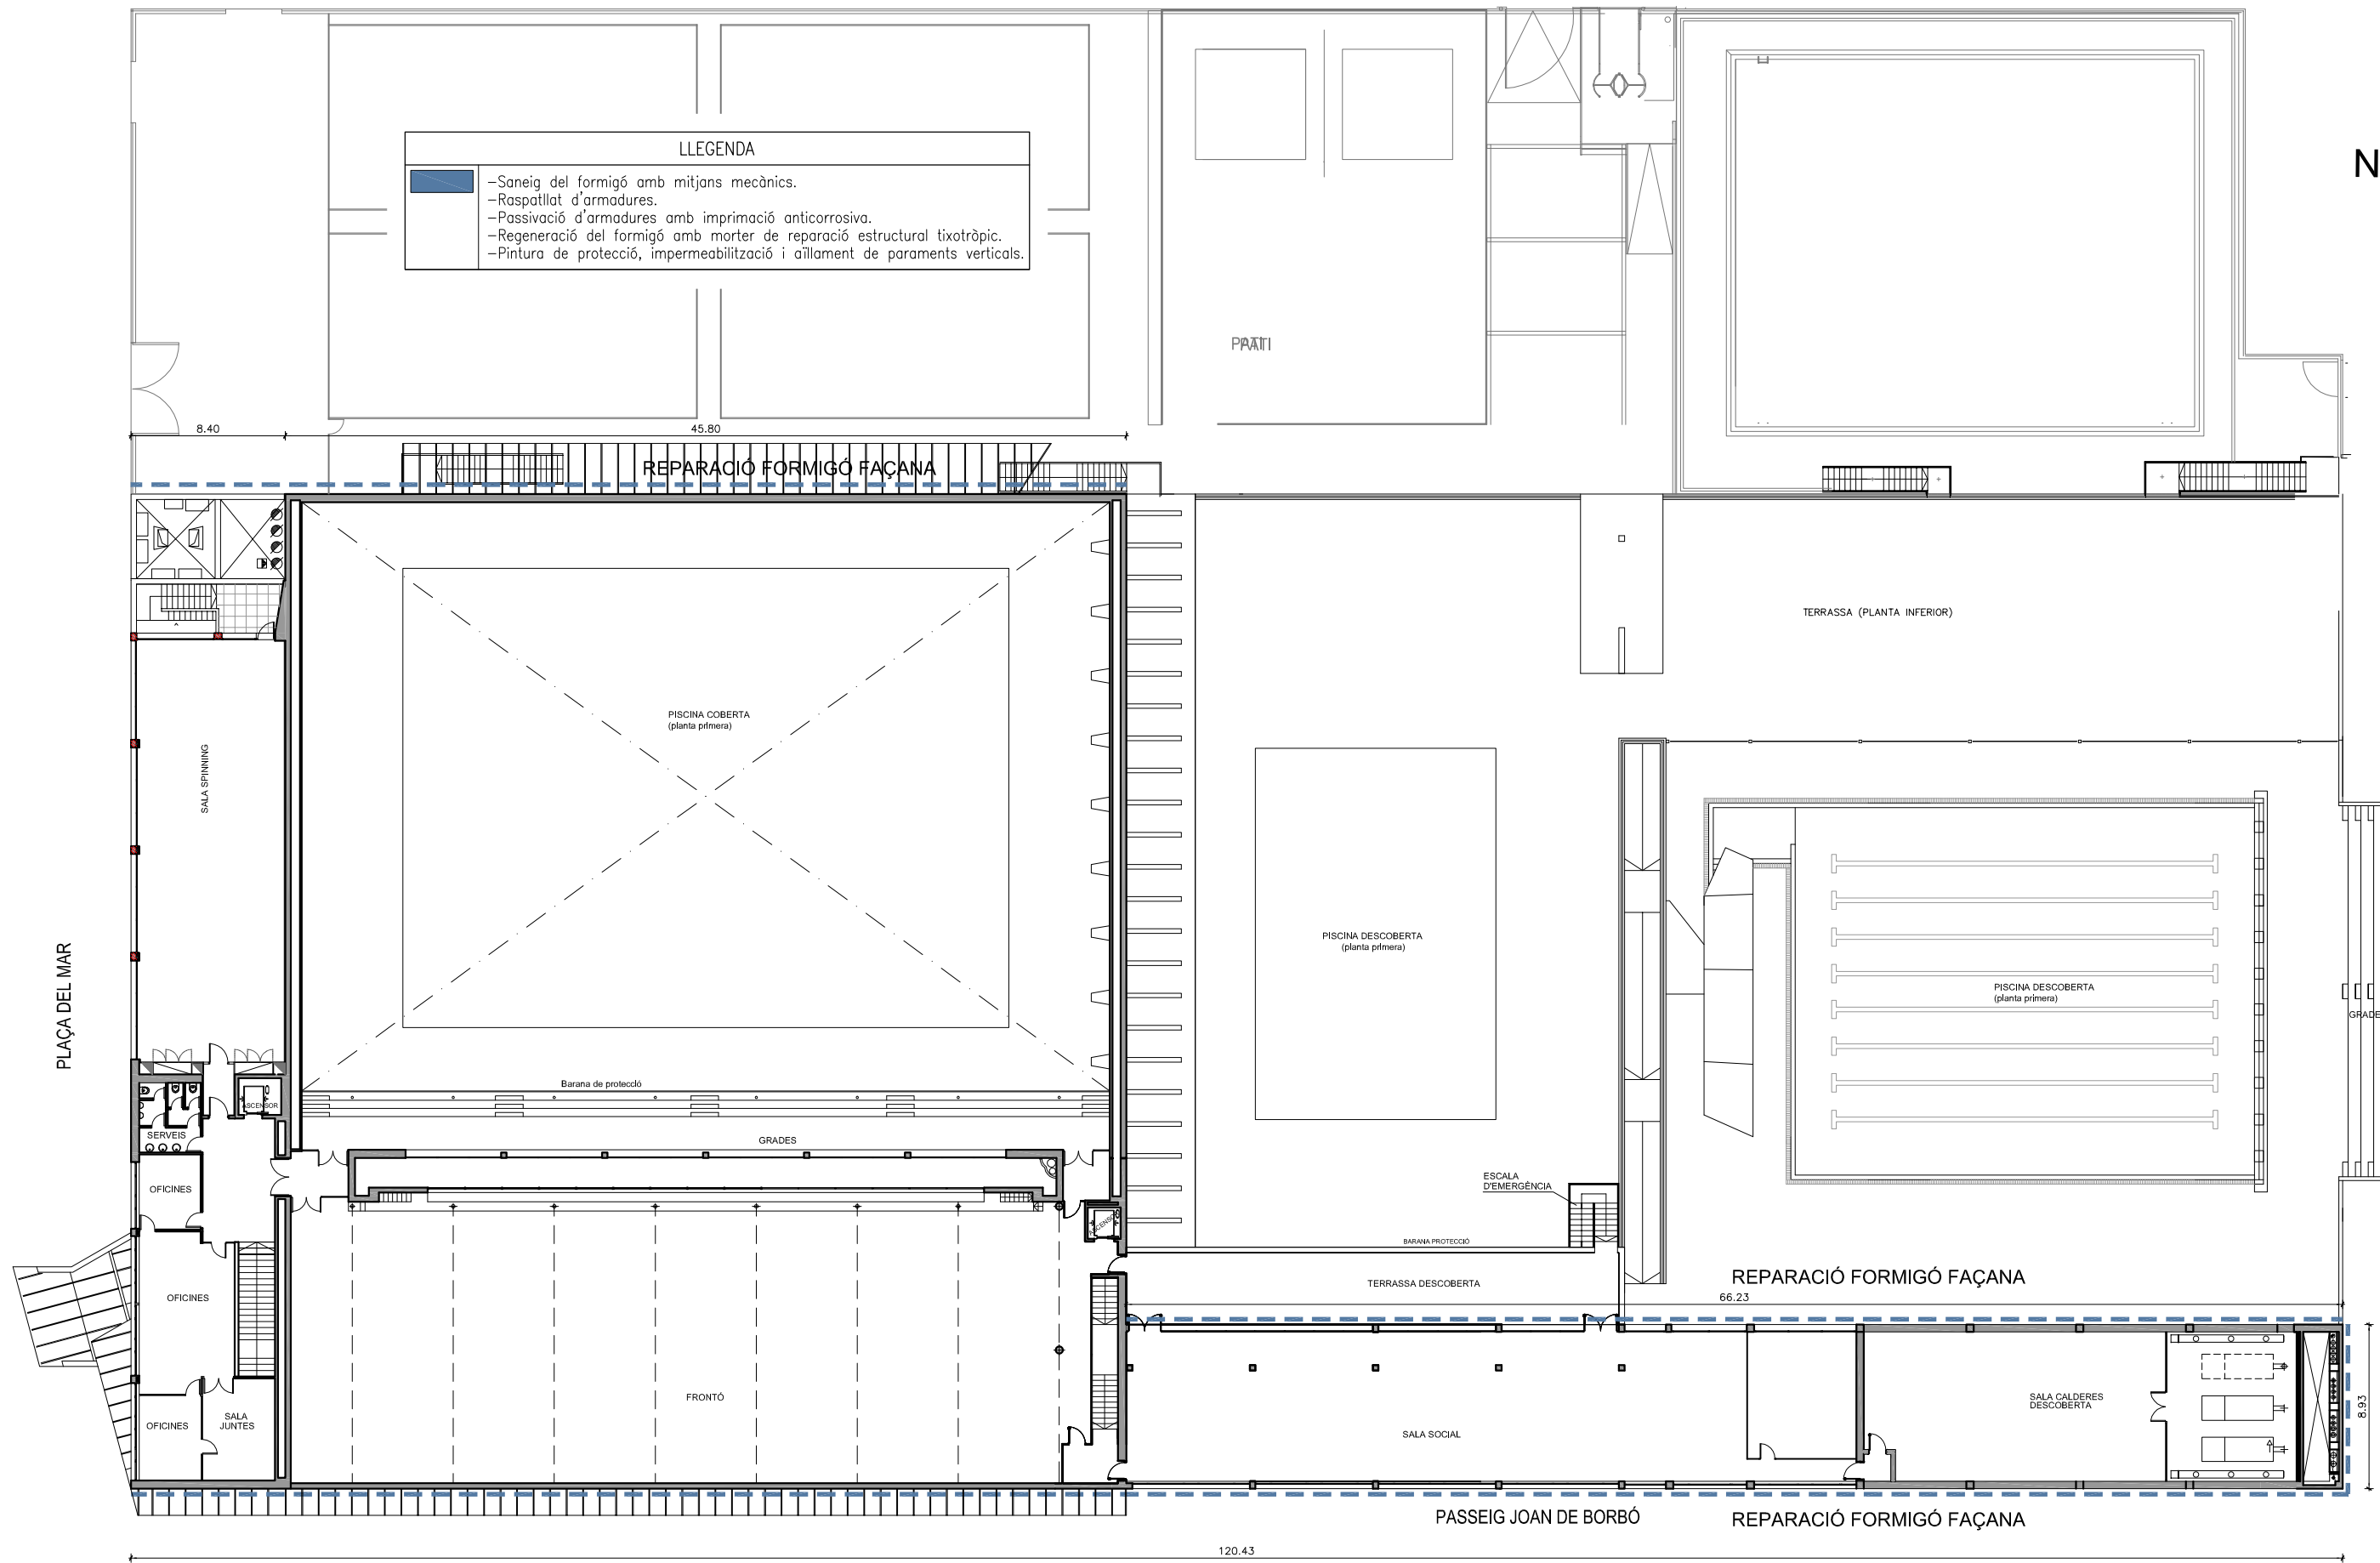 LLEGENDA
-Saneig del formigó amb mitjans mecànics.
-Raspatllat d'armadures.
-Passivació d'armadures amb imprimació anticorrosiva.
-Regeneració del formigó amb morter de reparació estructural tixotròpic.
-Pintura de protecció, impermeabilització i aïllament de paraments verticals.
N
PATI
PATI
8.40
45.80
REPARACIÓ FORMIGÓ FAÇANA
TERRASSA (PLANTA INFERIOR)
PISCINA COBERTA
(planta primera)
SALA SPINNING
PLAÇA DEL MAR
PISCINA DESCOBERTA
(planta primera)
PISCINA DESCOBERTA
(planta primera)
GRADE
Barana de protecció
ASCENSOR
SERVEIS
GRADES
OFICINES
ESCALA
D'EMERGÈNCIA
ASCENSOR
BARANA PROTECCIÓ
TERRASSA DESCOBERTA
REPARACIÓ FORMIGÓ FAÇANA
66.23
OFICINES
FRONTÓ
SALA CALDERES
DESCOBERTA
8.93
OFICINES
SALA
JUNTES
SALA SOCIAL
PASSEIG JOAN DE BORBÓ
REPARACIÓ FORMIGÓ FAÇANA
120.43